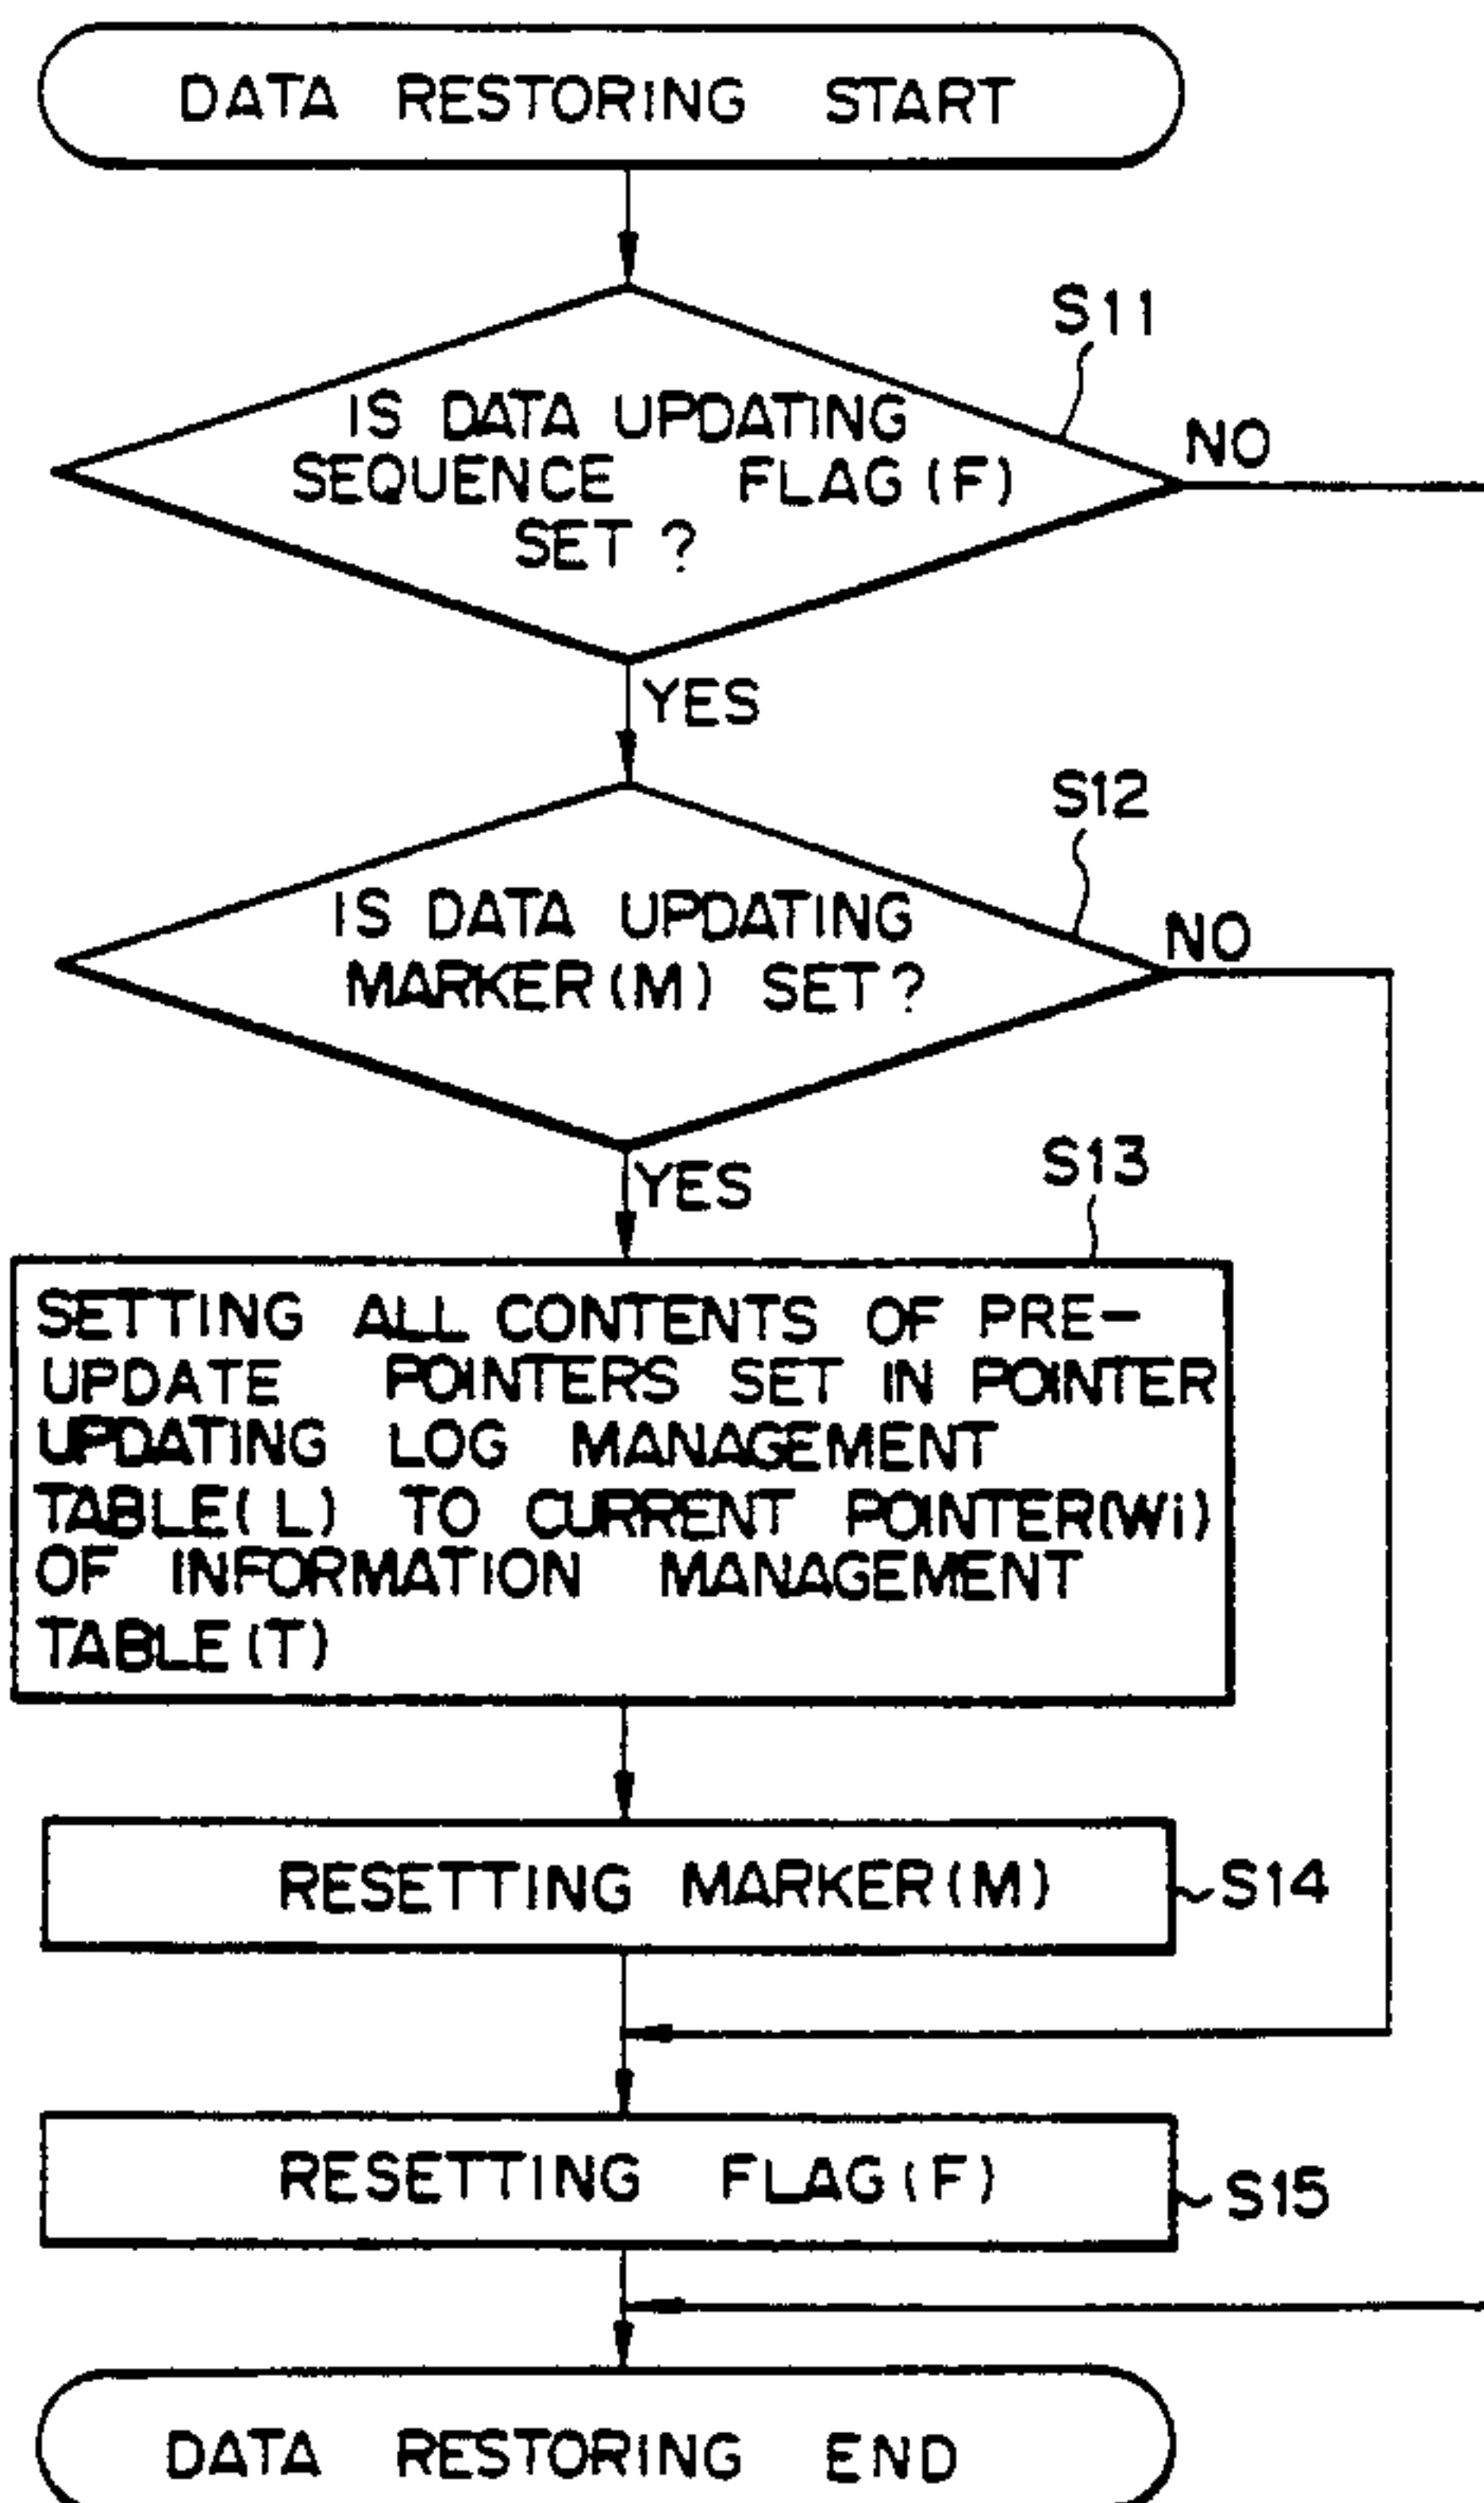 DATA RESTORING START
S11
IS DATA UPDATING
SEQUENCE FLAG(F)
SET ?
NO
YES
S12
IS DATA UPDATING
MARKER(M) SET?
NO
YES
S13
SETTING ALL CONTENTS OF PRE-
UPDATE POINTERS SET IN POINTER
UPDATING LOG MANAGEMENT
TABLE(L) TO CURRENT POINTER(Wi)
OF INFORMATION MANAGEMENT
TABLE(T)
RESETTING MARKER(M)
S14
RESETTING FLAG(F)
S15
DATA RESTORING END